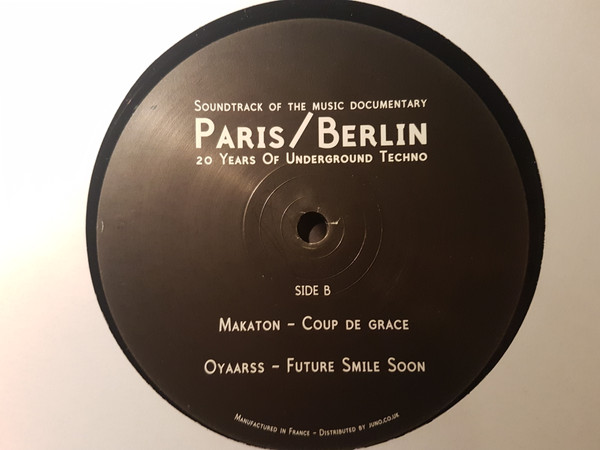 Soundtrack of the music documentary
Paris/Berlin
20 Years Of Underground Techno
SIDE B
Makaton – Coup de grace
Oyaarss – Future Smile Soon
Manufactured in France – Distributed by juno.co.uk